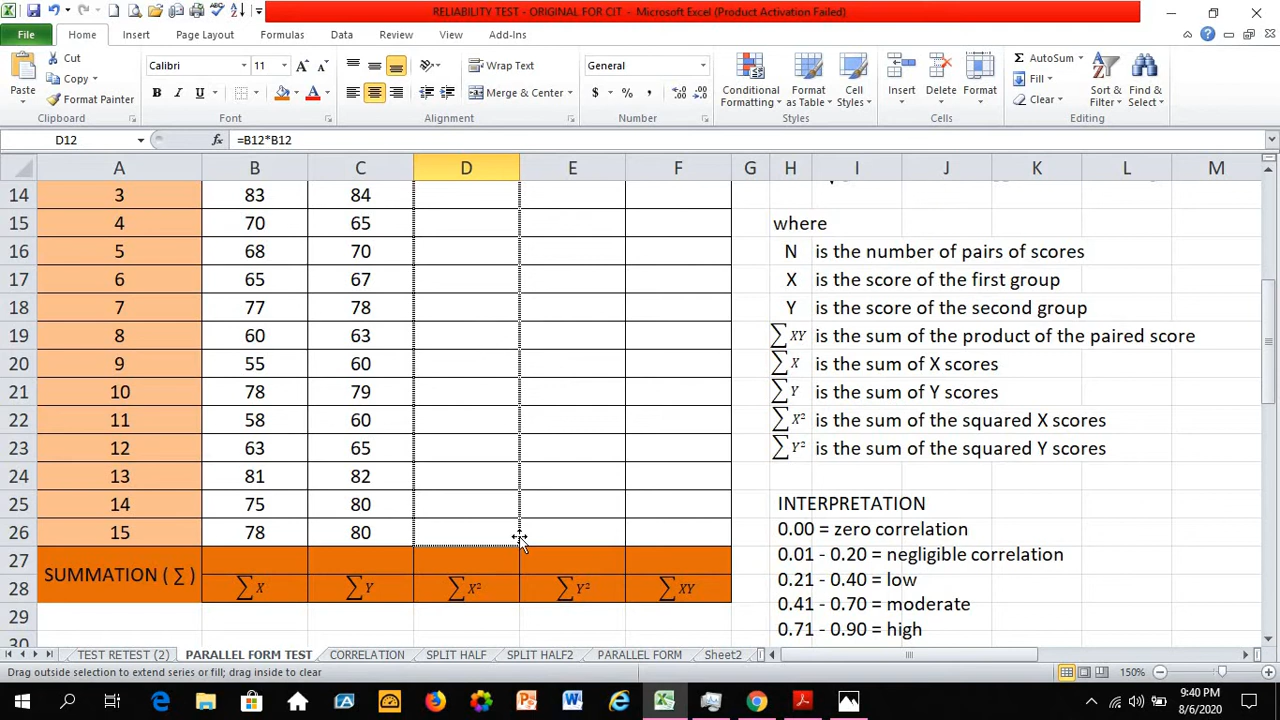 RELIABILITY TEST - ORIGINAL FOR CIT - Microsoft Excel (Product Activation Failed)
File Home Insert Page Layout Formulas Data Review View Add-Ins
Cut
Copy
Format Painter
Paste
Clipboard
Calibri 11
B I U
Font
Wrap Text
Merge & Center
Alignment
General
$ % ,
Number
Conditional Formatting
Format as Table
Cell Styles
Styles
Insert Delete Format
Cells
Σ AutoSum
Fill
Clear
Sort & Filter
Find & Select
Editing
D12 fx =B12*B12
A B C D E F G H I J K L M
14 3 83 84
15 4 70 65 where
16 5 68 70 N is the number of pairs of scores
17 6 65 67 X is the score of the first group
18 7 77 78 Y is the score of the second group
19 8 60 63 ∑XY is the sum of the product of the paired score
20 9 55 60 ∑X is the sum of X scores
21 10 78 79 ∑Y is the sum of Y scores
22 11 58 60 ∑X² is the sum of the squared X scores
23 12 63 65 ∑Y² is the sum of the squared Y scores
24 13 81 82
25 14 75 80 INTERPRETATION
26 15 78 80 0.00 = zero correlation
27 SUMMATION ( ∑ ) 0.01 - 0.20 = negligible correlation
28 ∑X ∑Y ∑X² ∑Y² ∑XY 0.21 - 0.40 = low
29 0.41 - 0.70 = moderate
30 0.71 - 0.90 = high
TEST RETEST (2) PARALLEL FORM TEST CORRELATION SPLIT HALF SPLIT HALF2 PARALLEL FORM Sheet2
Drag outside selection to extend series or fill; drag inside to clear 150%
9:40 PM
8/6/2020